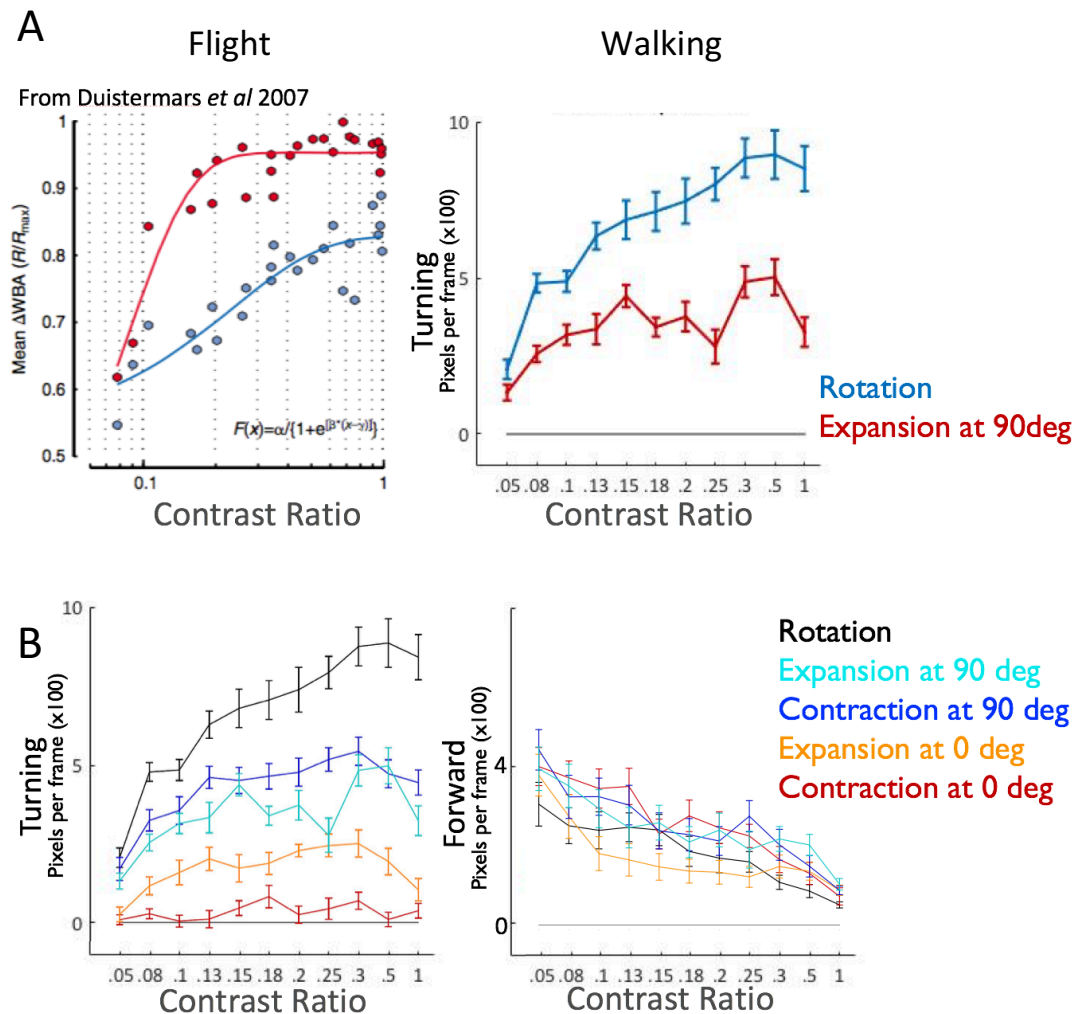 A
Flight
Walking
From Duistermars et al 2007
Mean ΔWBA (R/Rmax)
1
0.9
0.8
0.7
0.6
0.5
F(x)=α/{1+e[β*(x−γ)]}
0.1 1
Contrast Ratio
Turning
Pixels per frame (x100)
10
5
0
.05 .08 .1 .13 .15 .18 .2 .25 .3 .5 1
Contrast Ratio
Rotation
Expansion at 90deg
B
Turning
Pixels per frame (x100)
10
5
0
.05 .08 .1 .13 .15 .18 .2 .25 .3 .5 1
Contrast Ratio
Forward
Pixels per frame (x100)
4
0
.05 .08 .1 .13 .15 .18 .2 .25 .3 .5 1
Contrast Ratio
Rotation
Expansion at 90 deg
Contraction at 90 deg
Expansion at 0 deg
Contraction at 0 deg